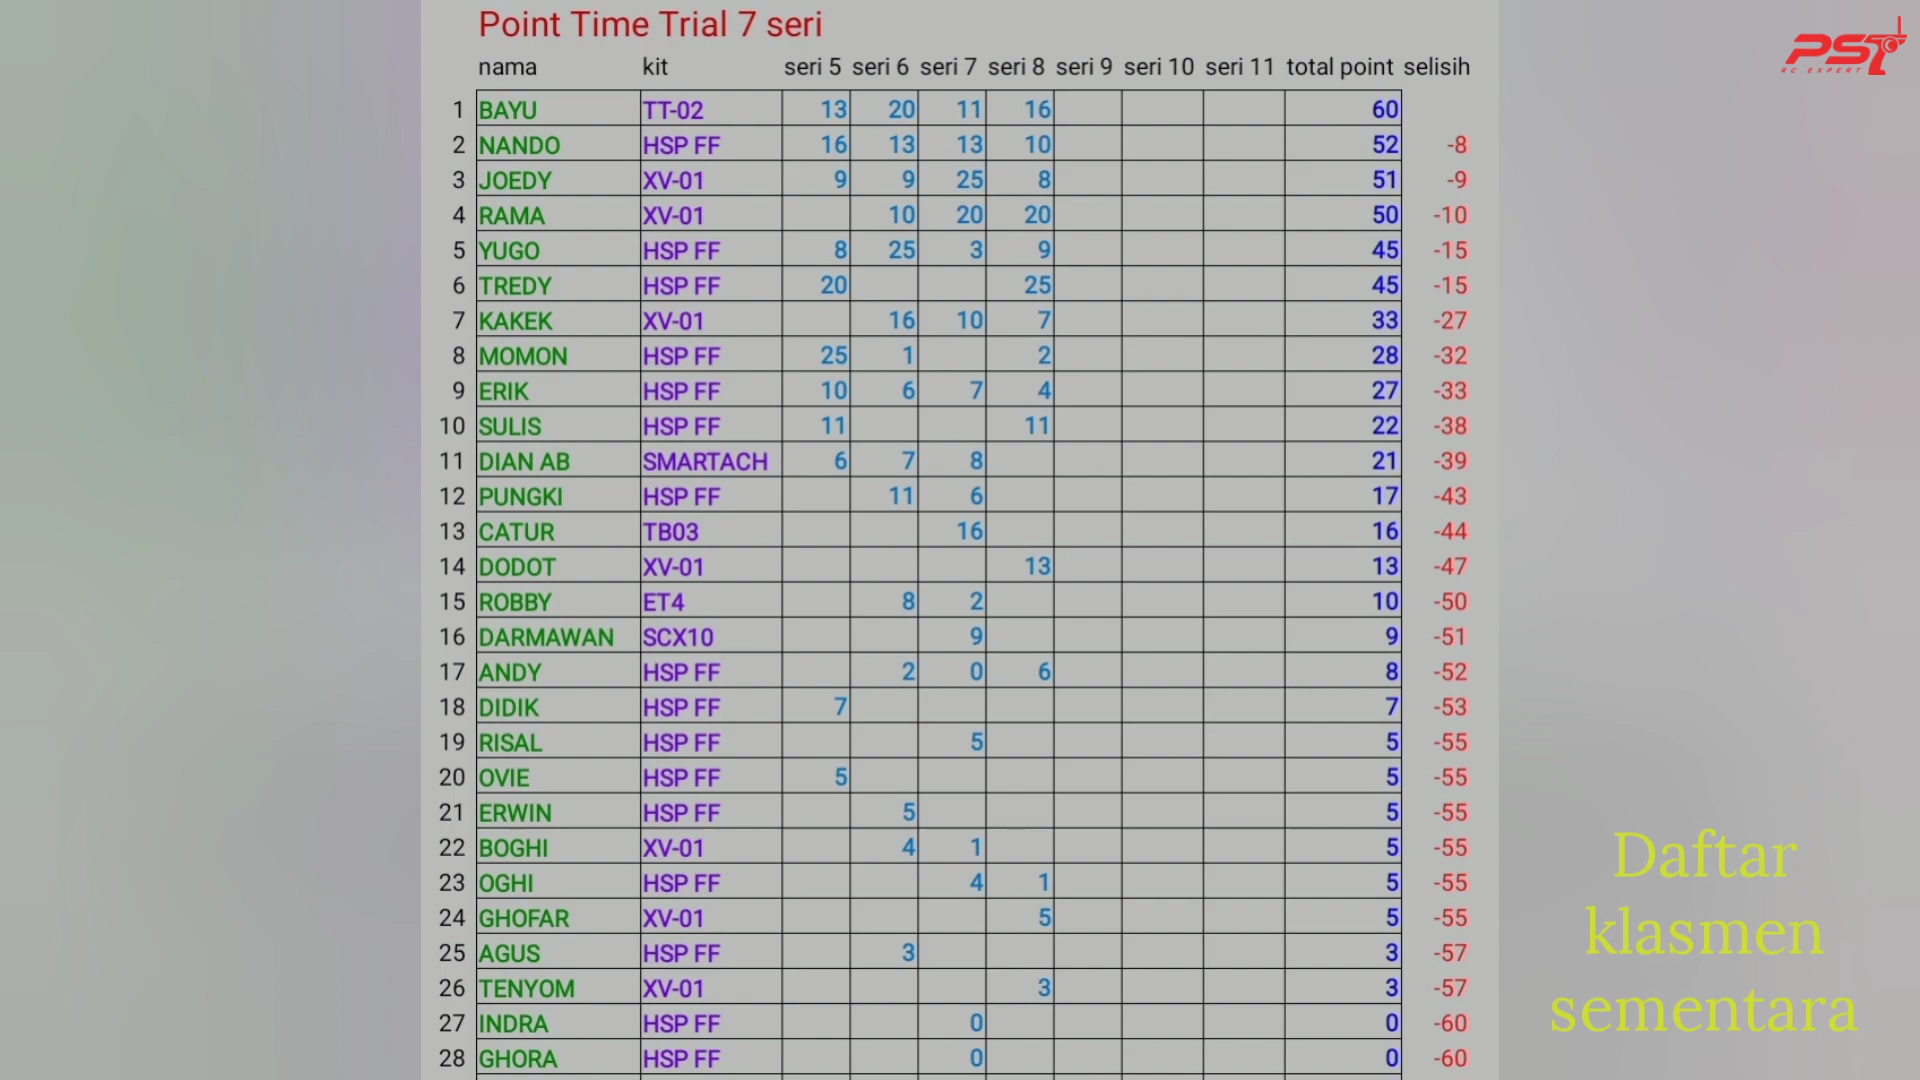 Point Time Trial 7 seri
PST
RC EXPERT
nama kit seri 5 seri 6 seri 7 seri 8 seri 9 seri 10 seri 11 total point selisih
1 BAYU TT-02 13 20 11 16 60
2 NANDO HSP FF 16 13 13 10 52 -8
3 JOEDY XV-01 9 9 25 8 51 -9
4 RAMA XV-01 10 20 20 50 -10
5 YUGO HSP FF 8 25 3 9 45 -15
6 TREDY HSP FF 20 25 45 -15
7 KAKEK XV-01 16 10 7 33 -27
8 MOMON HSP FF 25 1 2 28 -32
9 ERIK HSP FF 10 6 7 4 27 -33
10 SULIS HSP FF 11 11 22 -38
11 DIAN AB SMARTACH 6 7 8 21 -39
12 PUNGKI HSP FF 11 6 17 -43
13 CATUR TB03 16 16 -44
14 DODOT XV-01 13 13 -47
15 ROBBY ET4 8 2 10 -50
16 DARMAWAN SCX10 9 9 -51
17 ANDY HSP FF 2 0 6 8 -52
18 DIDIK HSP FF 7 7 -53
19 RISAL HSP FF 5 5 -55
20 OVIE HSP FF 5 5 -55
21 ERWIN HSP FF 5 5 -55
22 BOGHI XV-01 4 1 5 -55
23 OGHI HSP FF 4 1 5 -55
24 GHOFAR XV-01 5 5 -55
25 AGUS HSP FF 3 3 -57
26 TENYOM XV-01 3 3 -57
27 INDRA HSP FF 0 0 -60
28 GHORA HSP FF 0 0 -60
Daftar
klasmen
sementara